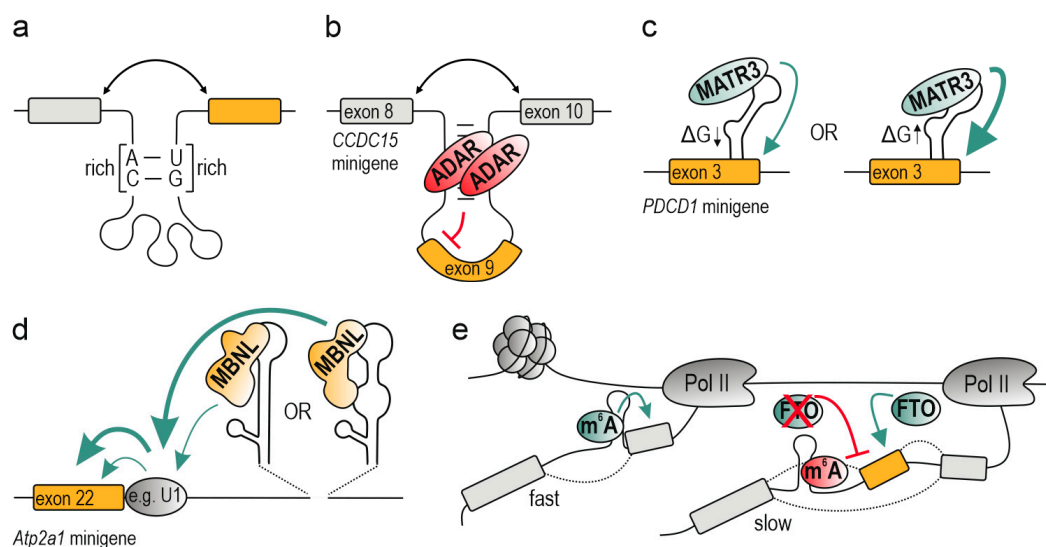 a
rich
A U
C G
rich
b
exon 8
exon 10
CCDC15
minigene
ADAR
ADAR
exon 9
c
MATR3
ΔG↓
exon 3
OR
MATR3
ΔG↑
exon 3
PDCD1 minigene
d
MBNL
OR
MBNL
exon 22
e.g. U1
Atp2a1 minigene
e
Pol II
m⁶A
fast
Pol II
FTO
FTO
m⁶A
slow